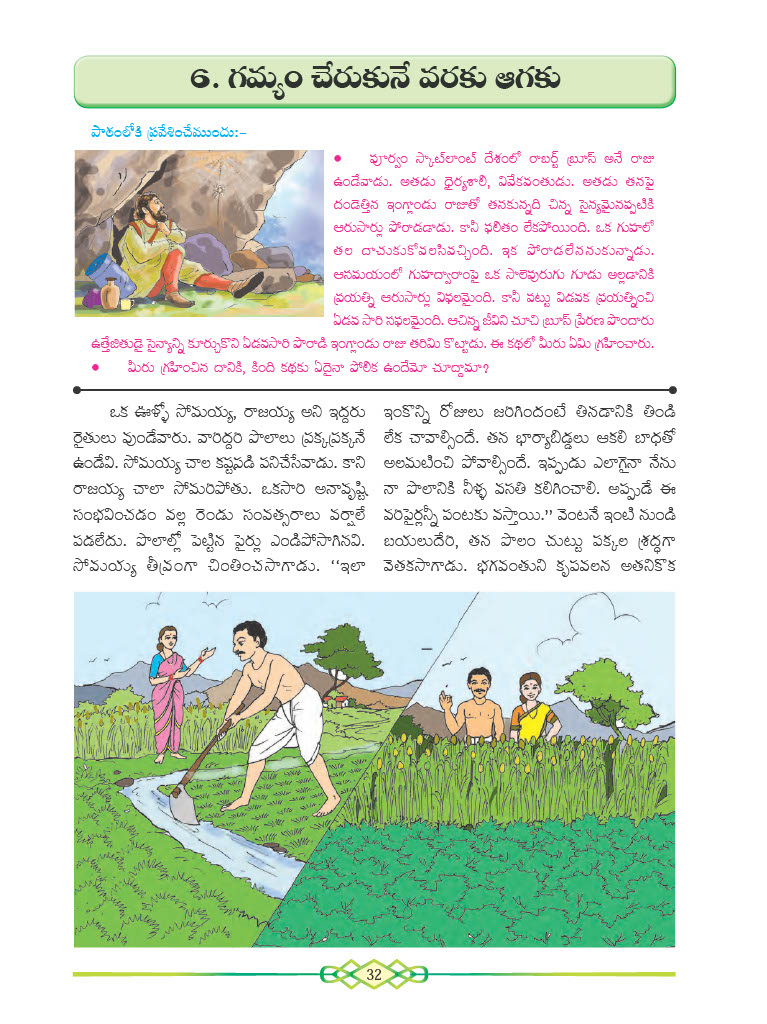 6. గమ్యం చేరుకునే వరకు ఆగకు
పాఠంలోకి ప్రవేశించేముందు:-
● పూర్వం స్కాట్‌లాంట్ దేశంలో రాబర్ట్ బ్రూస్ అనే రాజు
ఉండేవాడు. అతడు ధైర్యశాలి, వివేకవంతుడు. అతడు తనపై
దండెత్తిన ఇంగ్లాండు రాజుతో తనకున్నది చిన్న సైన్యమైనప్పటికి
ఆరుసార్లు పోరాడడాడు. కానీ ఫలితం లేకపోయింది. ఒక గుహలో
తల దాచుకుకోవలసివచ్చింది. ఇక పోరాడలేననుకున్నాడు.
ఆసమయంలో గుహద్వారాంపై ఒక సాలెపురుగు గూడు అల్లడానికి
ప్రయత్ని ఆరుసార్లు విఫలమైంది. కానీ పట్టు విడవక ప్రయత్నించి
ఏడవ సారి సఫలమైంది. ఆచిన్న జీవిని చూచి బ్రూస్ ప్రేరణ పొందారు
ఉత్తేజితుడై సైన్యాన్ని కూర్చుకొని ఏడవసారి పొరాడి ఇంగ్లాండు రాజు తరిమి కొట్టాడు. ఈ కథలో మీరు ఏమి గ్రహించారు.
● మీరు గ్రహించిన దానికి, కింది కథకు ఏదైనా పోలిక ఉందేమో చూద్దామా?
ఒక ఊళ్ళో సోమయ్య, రాజయ్య అని ఇద్దరు
రైతులు వుండేవారు. వారిద్దరి పొలాలు ప్రక్కప్రక్కనే
ఉండేవి. సోమయ్య చాల కష్టపడి పనిచేసేవాడు. కాని
రాజయ్య చాలా సోమరిపోతు. ఒకసారి అనావృష్టి
సంభవించడం వల్ల రెండు సంవత్సరాలు వర్షాలే
పడలేదు. పొలాల్లో పెట్టిన పైర్లు ఎండిపోసాగినవి.
సోమయ్య తీవ్రంగా చింతించసాగాడు. ‘‘ఇలా
ఇంకొన్ని రోజులు జరిగిందంటే తినడానికి తిండి
లేక చావాల్సిందే. తన భార్యాబిడ్డలు ఆకలి బాధతో
అలమటించి పోవాల్సిందే. ఇప్పుడు ఎలాగైనా నేను
నా పొలానికి నీళ్ళ వసతి కలిగించాలి. అప్పుడే ఈ
వరిపైర్లన్నీ పంటకు వస్తాయి.’’ వెంటనే ఇంటి నుండి
బయలుదేరి, తన పొలం చుట్టు పక్కల శ్రద్ధగా
వెతకసాగాడు. భగవంతుని కృపవలన అతనికొక
32